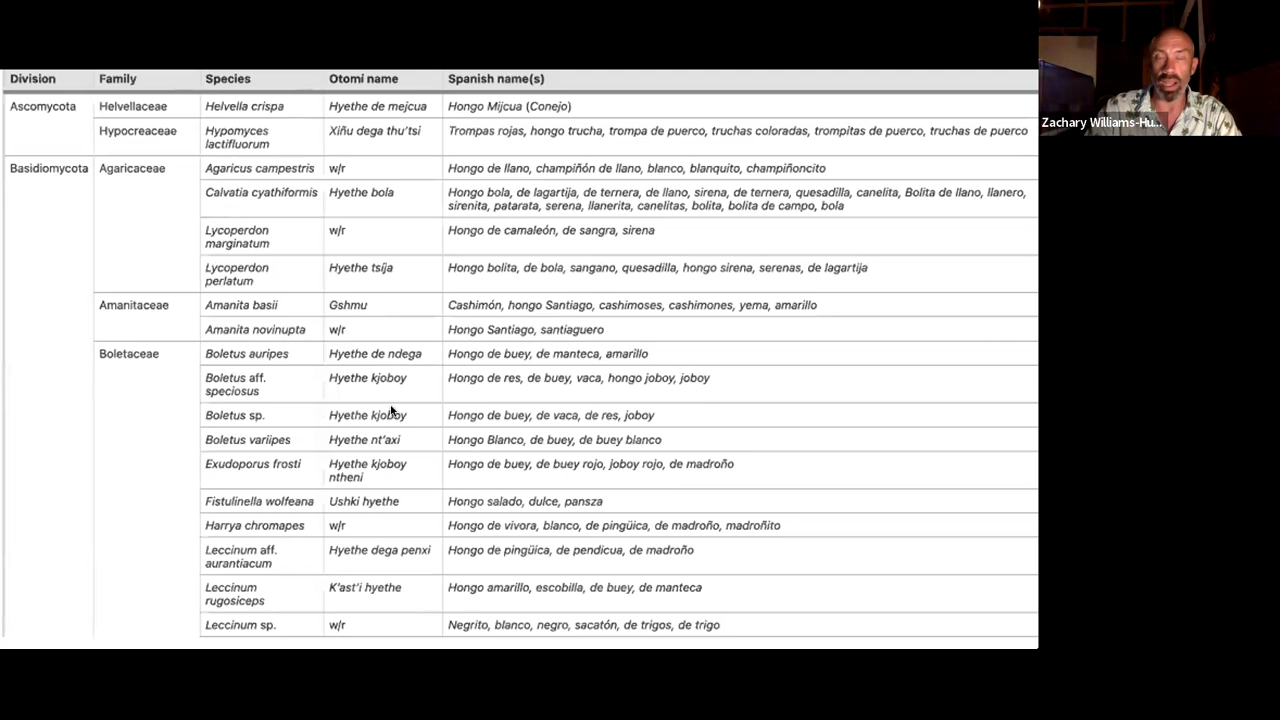 Division Family Species Otomí name Spanish name(s)
Ascomycota Helvellaceae Helvella crispa Hyethe de mejcua Hongo Mijcua (Conejo)
Hypocreaceae Hypomyces lactifluorum Xiñu dega thu'tsi Trompas rojas, hongo trucha, trompa de puerco, truchas coloradas, trompitas de puerco, truchas de puerco
Basidiomycota Agaricaceae Agaricus campestris w/r Hongo de llano, champiñón de llano, blanco, blanquito, champiñoncito
Calvatia cyathiformis Hyethe bola Hongo bola, de lagartija, de ternera, de llano, sirena, de ternera, quesadilla, canelita, Bolita de llano, llanero,
sirenita, patarata, serena, llanerita, canelitas, bolita, bolita de campo, bola
Lycoperdon marginatum w/r Hongo de camaleón, de sangra, sirena
Lycoperdon perlatum Hyethe tsíja Hongo bolita, de bola, sangano, quesadilla, hongo sirena, serenas, de lagartija
Amanitaceae Amanita basii Gshmu Cashimón, hongo Santiago, cashimoses, cashimones, yema, amarillo
Amanita novinupta w/r Hongo Santiago, santiaguero
Boletaceae Boletus auripes Hyethe de ndega Hongo de buey, de manteca, amarillo
Boletus aff. speciosus Hyethe kjoboy Hongo de res, de buey, vaca, hongo joboy, joboy
Boletus sp. Hyethe kjoboy Hongo de buey, de vaca, de res, joboy
Boletus variipes Hyethe nt'axi Hongo Blanco, de buey, de buey blanco
Exudoporus frosti Hyethe kjoboy ntheni Hongo de buey, de buey rojo, joboy rojo, de madroño
Fistulinella wolfeana Ushki hyethe Hongo salado, dulce, pansza
Harrya chromapes w/r Hongo de vivora, blanco, de pingüica, de madroño, madroñito
Leccinum aff. aurantiacum Hyethe dega penxi Hongo de pingüica, de pendicua, de madroño
Leccinum rugosiceps K'ast'i hyethe Hongo amarillo, escobilla, de buey, de manteca
Leccinum sp. w/r Negrito, blanco, negro, sacatón, de trigos, de trigo
Zachary Williams-Hu...